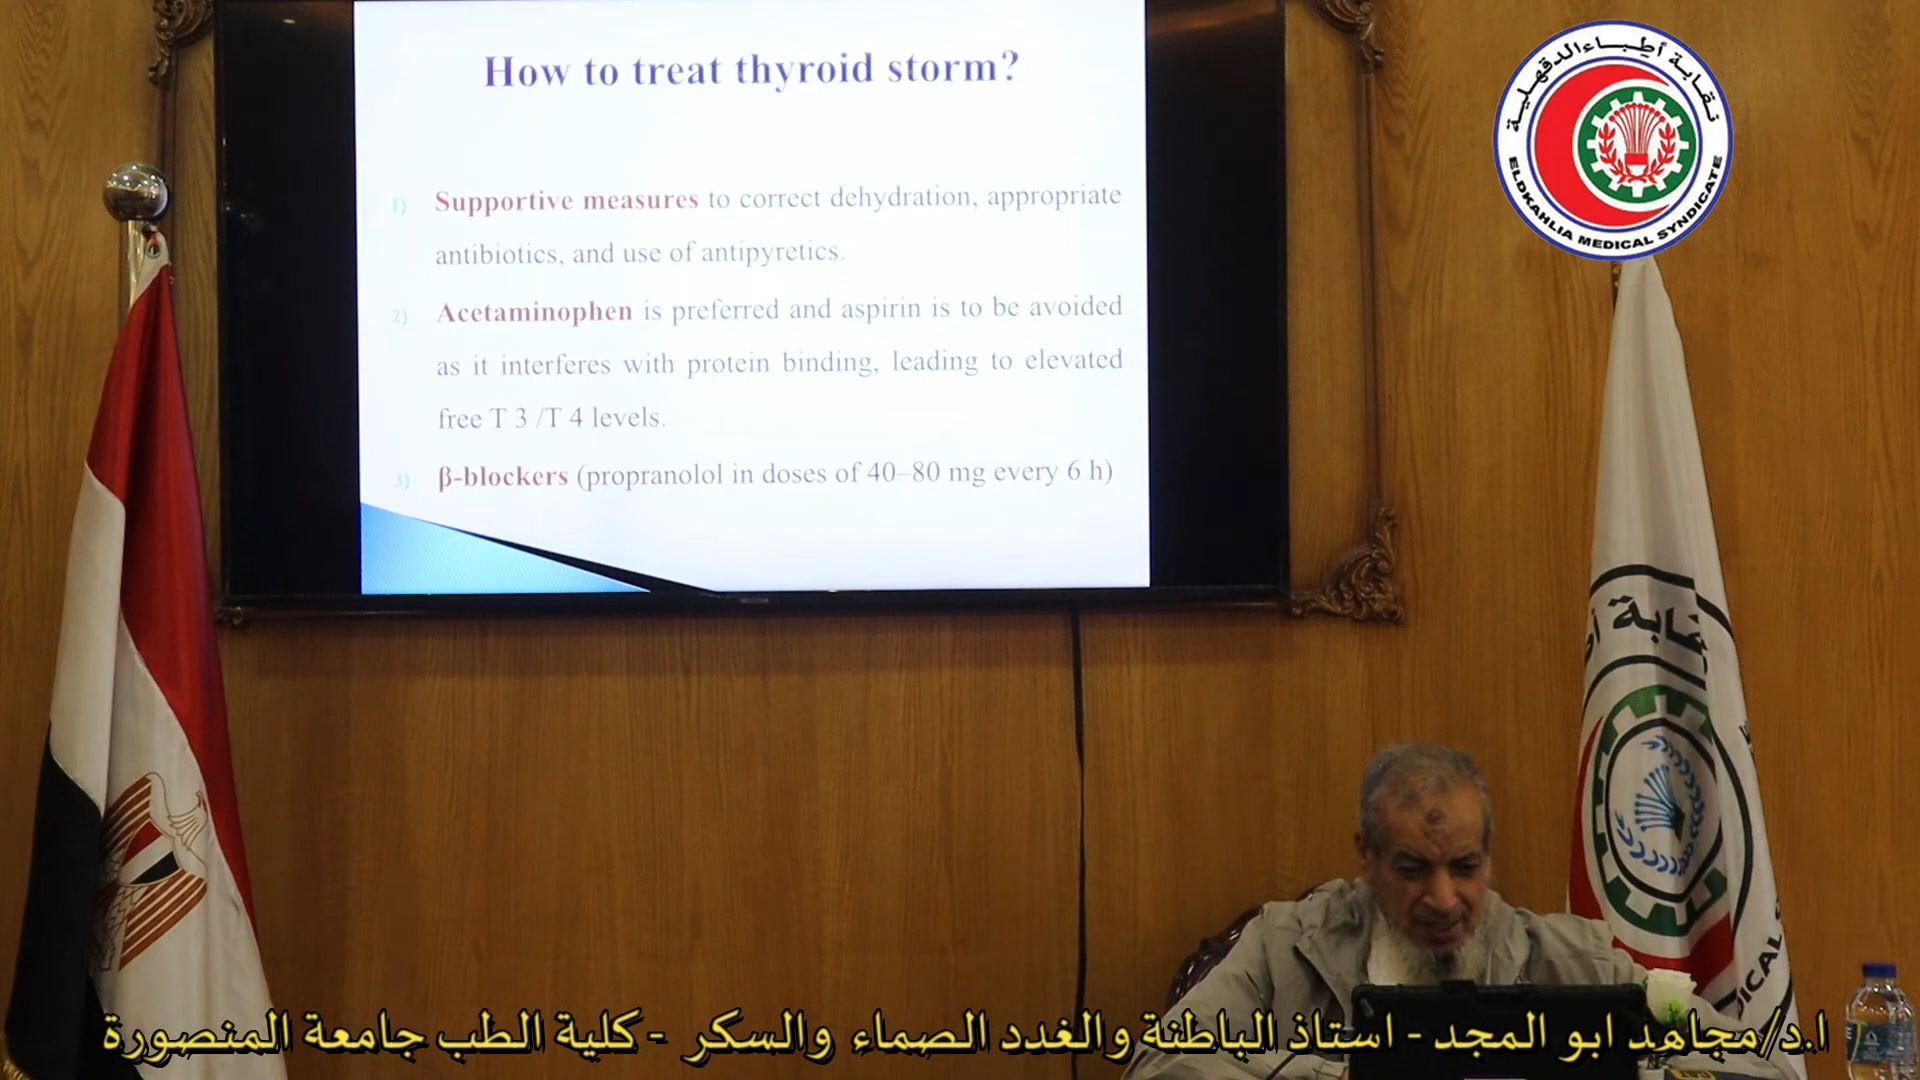 How to treat thyroid storm?
1) Supportive measures to correct dehydration, appropriate
antibiotics, and use of antipyretics.
2) Acetaminophen is preferred and aspirin is to be avoided
as it interferes with protein binding, leading to elevated
free T 3 /T 4 levels.
3) β-blockers (propranolol in doses of 40–80 mg every 6 h)
نقابة أطباء الدقهلية
ELDKAHLIA MEDICAL SYNDICATE
نقابة أط
ICAL S
ا.د/مجاهد ابو المجد - استاذ الباطنة والغدد الصماء والسكر - كلية الطب جامعة المنصورة